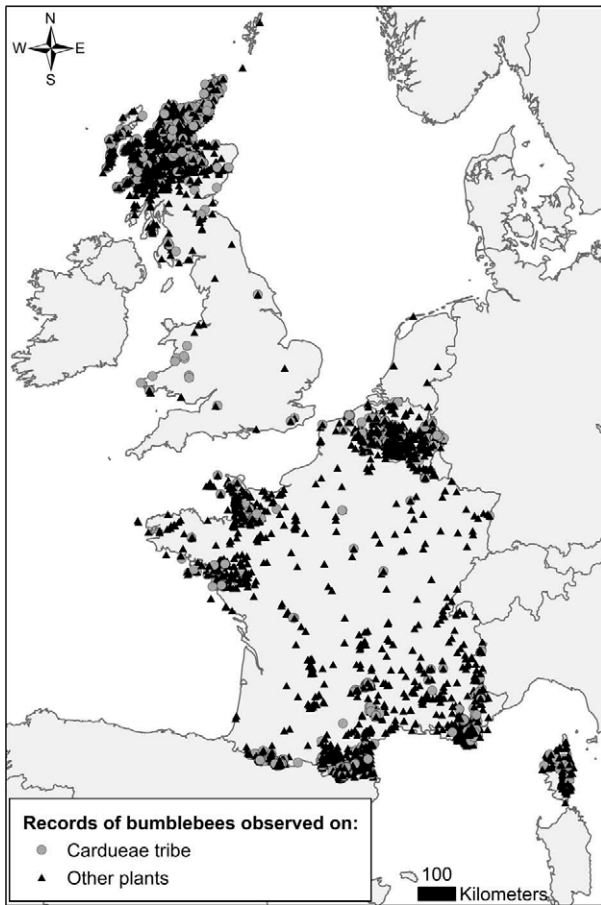 N
W E
S
Records of bumblebees observed on:
Cardueae tribe
Other plants
100
Kilometers